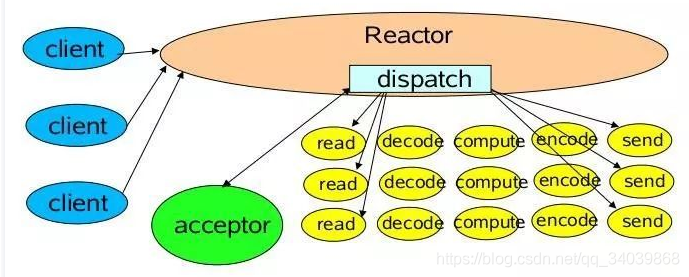 Reactor
client
dispatch
client
read decode compute encode send
read decode compute encode send
client
acceptor
read decode compute encode send
https://blog.csdn.net/qq_34039868